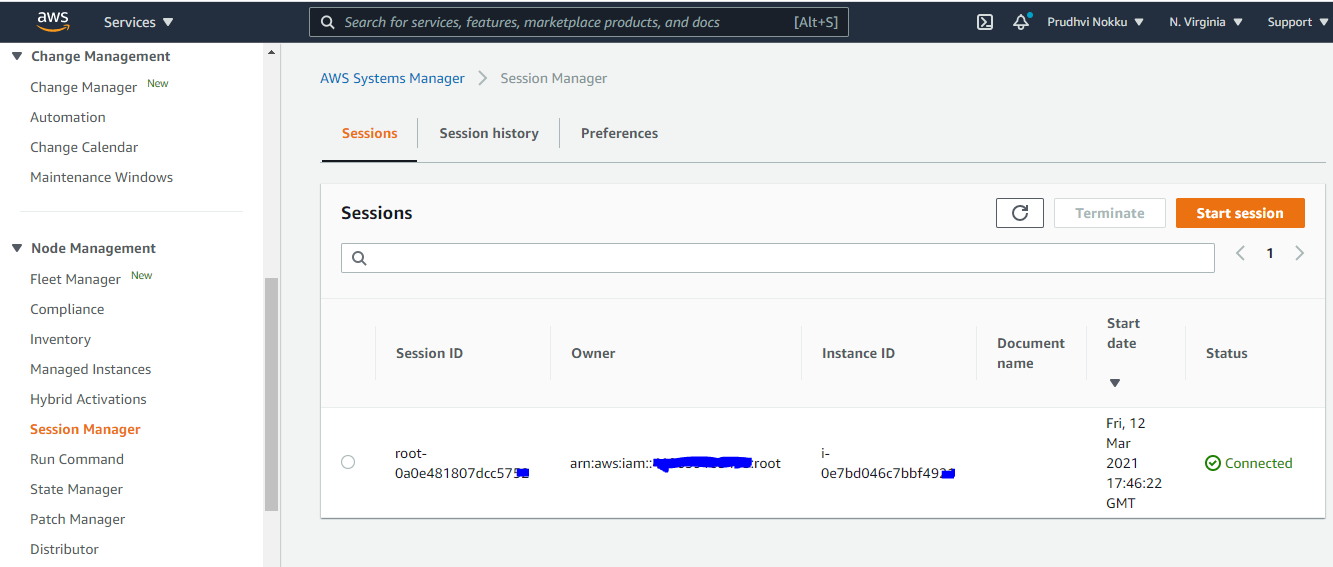 aws Services Search for services, features, marketplace products, and docs [Alt+S] Prudhvi Nokku N. Virginia Support
Change Management
Change Manager New
Automation
Change Calendar
Maintenance Windows
Node Management
Fleet Manager New
Compliance
Inventory
Managed Instances
Hybrid Activations
Session Manager
Run Command
State Manager
Patch Manager
Distributor
AWS Systems Manager Session Manager
Sessions Session history Preferences
Sessions Terminate Start session
1
Session ID Owner Instance ID Document name Start date Status
root-
0a0e481807dcc575
arn:aws:iam:: :root
i-
0e7bd046c7bbf49
Fri, 12
Mar
2021
17:46:22
GMT
Connected